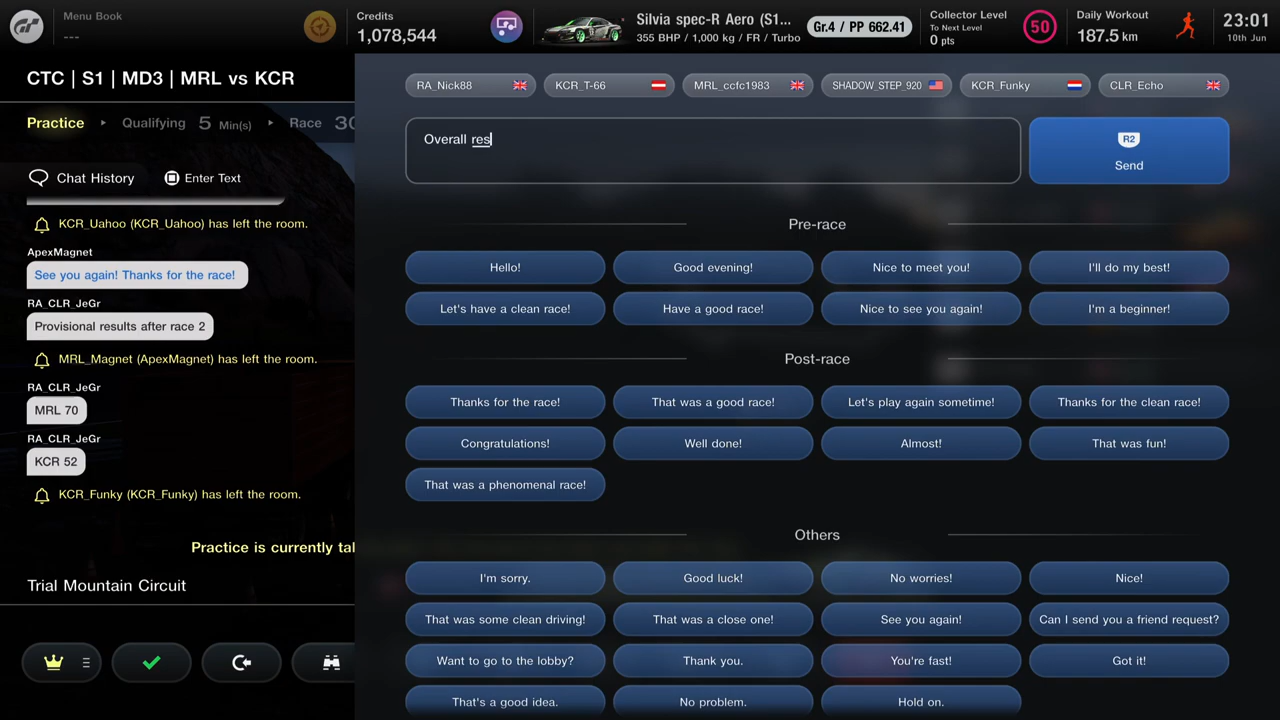 Menu Book
---
Credits
1,078,544
Silvia spec-R Aero (S1...
355 BHP / 1,000 kg / FR / Turbo
Gr.4 / PP 662.41
Collector Level
To Next Level
0 pts
50
Daily Workout
187.5 km
23:01
10th Jun
CTC | S1 | MD3 | MRL vs KCR
Practice
Qualifying 5 Min(s)
Race 30
Chat History
Enter Text
KCR_Uahoo (KCR_Uahoo) has left the room.
ApexMagnet
See you again! Thanks for the race!
RA_CLR_JeGr
Provisional results after race 2
MRL_Magnet (ApexMagnet) has left the room.
RA_CLR_JeGr
MRL 70
RA_CLR_JeGr
KCR 52
KCR_Funky (KCR_Funky) has left the room.
Practice is currently tal
Trial Mountain Circuit
RA_Nick88
KCR_T-66
MRL_ccfc1983
SHADOW_STEP_920
KCR_Funky
CLR_Echo
Overall res
R2
Send
Pre-race
Hello!
Good evening!
Nice to meet you!
I'll do my best!
Let's have a clean race!
Have a good race!
Nice to see you again!
I'm a beginner!
Post-race
Thanks for the race!
That was a good race!
Let's play again sometime!
Thanks for the clean race!
Congratulations!
Well done!
Almost!
That was fun!
That was a phenomenal race!
Others
I'm sorry.
Good luck!
No worries!
Nice!
That was some clean driving!
That was a close one!
See you again!
Can I send you a friend request?
Want to go to the lobby?
Thank you.
You're fast!
Got it!
That's a good idea.
No problem.
Hold on.